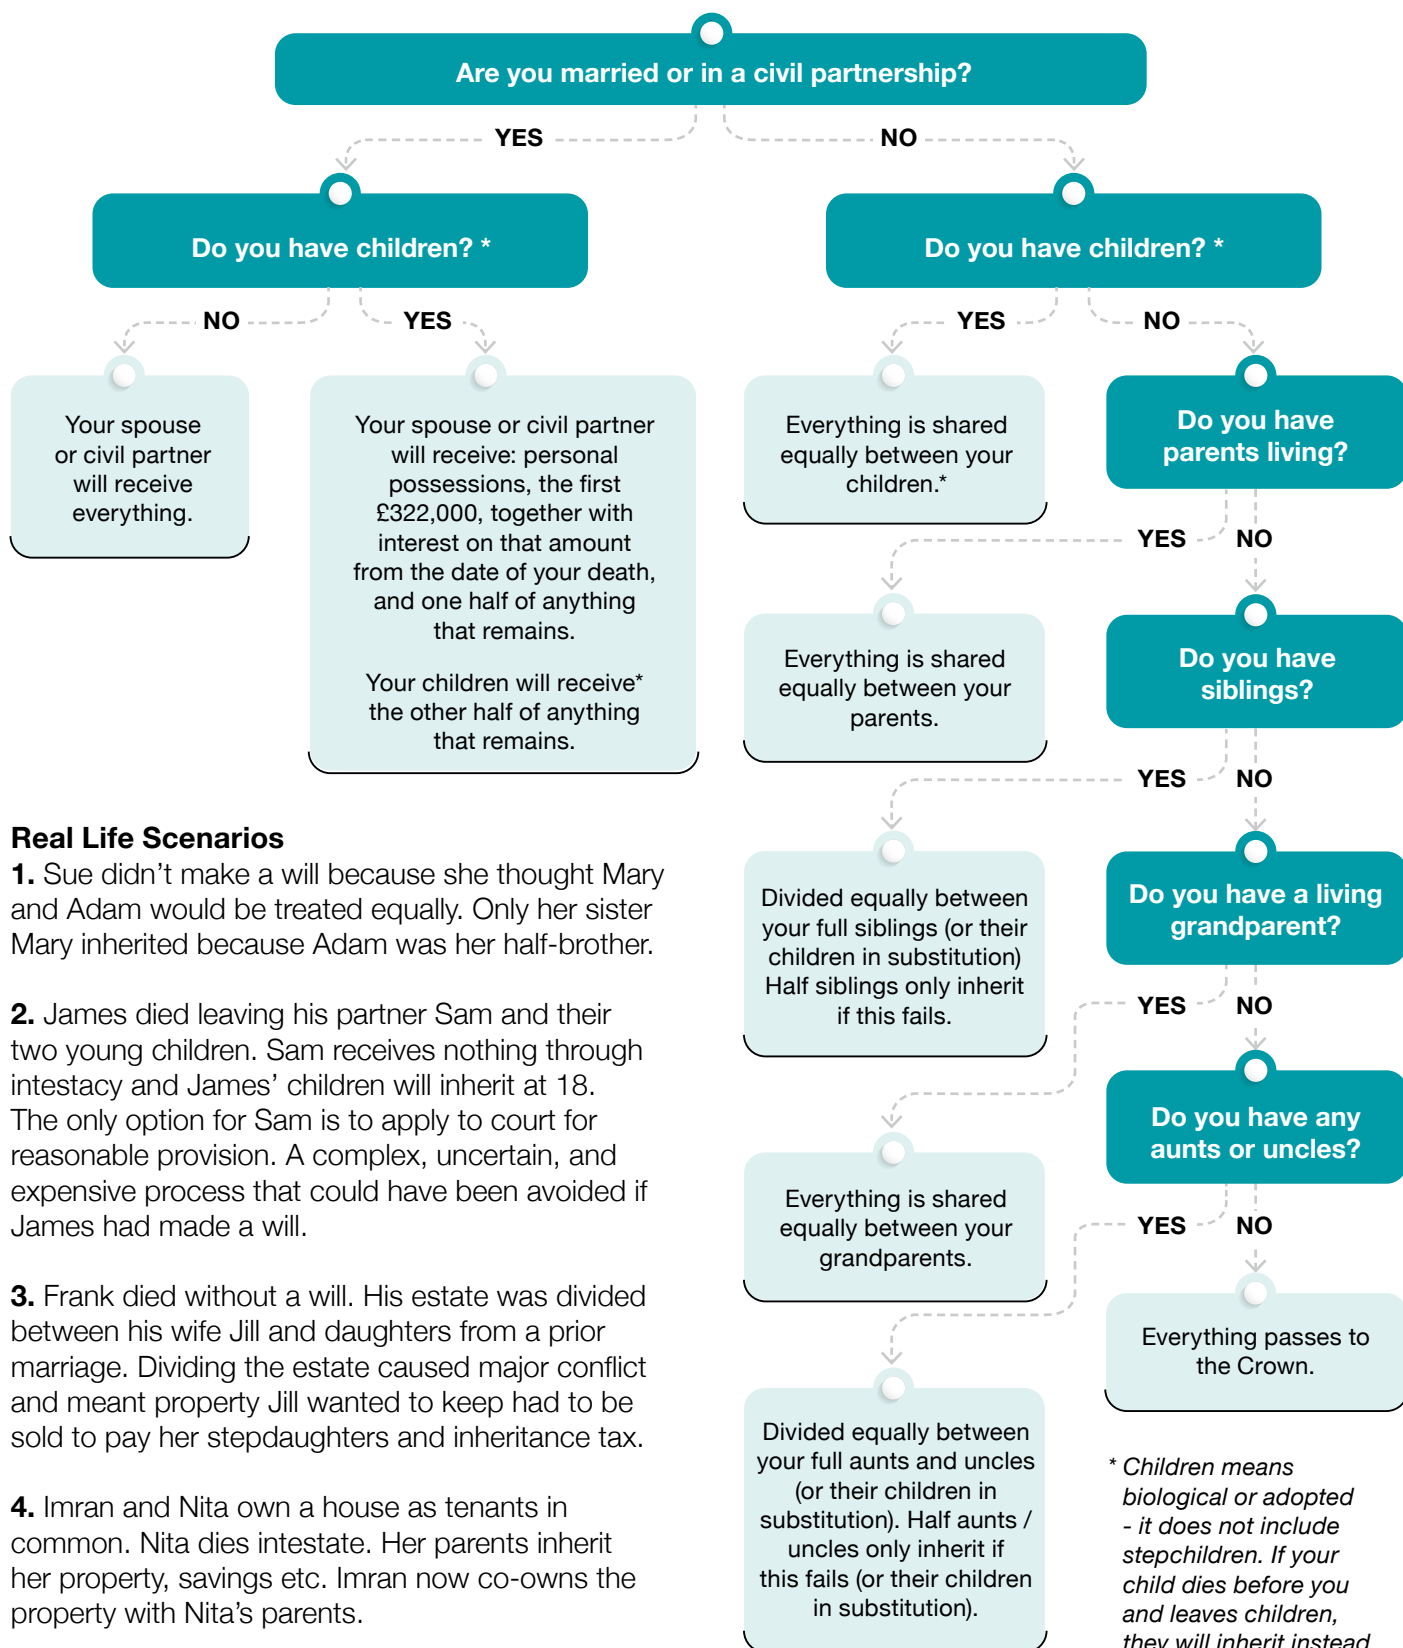 Are you married or in a civil partnership?
YES
NO
Do you have children? *
Do you have children? *
NO
YES
YES
NO
Your spouse
or civil partner
will receive
everything.
Your spouse or civil partner
will receive: personal
possessions, the first
£322,000, together with
interest on that amount
from the date of your death,
and one half of anything
that remains.
Your children will receive*
the other half of anything
that remains.
Everything is shared
equally between your
children.*
Do you have
parents living?
YES
NO
Everything is shared
equally between your
parents.
Do you have
siblings?
YES
NO
Divided equally between
your full siblings (or their
children in substitution)
Half siblings only inherit
if this fails.
Do you have a living
grandparent?
YES
NO
Everything is shared
equally between your
grandparents.
Do you have any
aunts or uncles?
YES
NO
Divided equally between
your full aunts and uncles
(or their children in
substitution). Half aunts /
uncles only inherit if
this fails (or their children
in substitution).
Everything passes to
the Crown.
* Children means
biological or adopted
- it does not include
stepchildren. If your
child dies before you
and leaves children,
they will inherit instead
Real Life Scenarios
1. Sue didn’t make a will because she thought Mary
and Adam would be treated equally. Only her sister
Mary inherited because Adam was her half-brother.
2. James died leaving his partner Sam and their
two young children. Sam receives nothing through
intestacy and James’ children will inherit at 18.
The only option for Sam is to apply to court for
reasonable provision. A complex, uncertain, and
expensive process that could have been avoided if
James had made a will.
3. Frank died without a will. His estate was divided
between his wife Jill and daughters from a prior
marriage. Dividing the estate caused major conflict
and meant property Jill wanted to keep had to be
sold to pay her stepdaughters and inheritance tax.
4. Imran and Nita own a house as tenants in
common. Nita dies intestate. Her parents inherit
her property, savings etc. Imran now co-owns the
property with Nita’s parents.